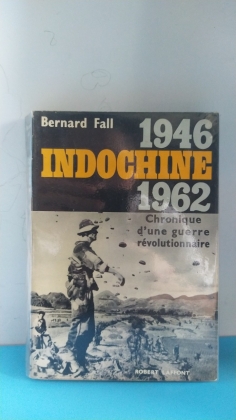 Bernard Fall
1946
INDOCHINE
1962
Chronique
d'une guerre
révolutionnaire
ROBERT LAFFONT